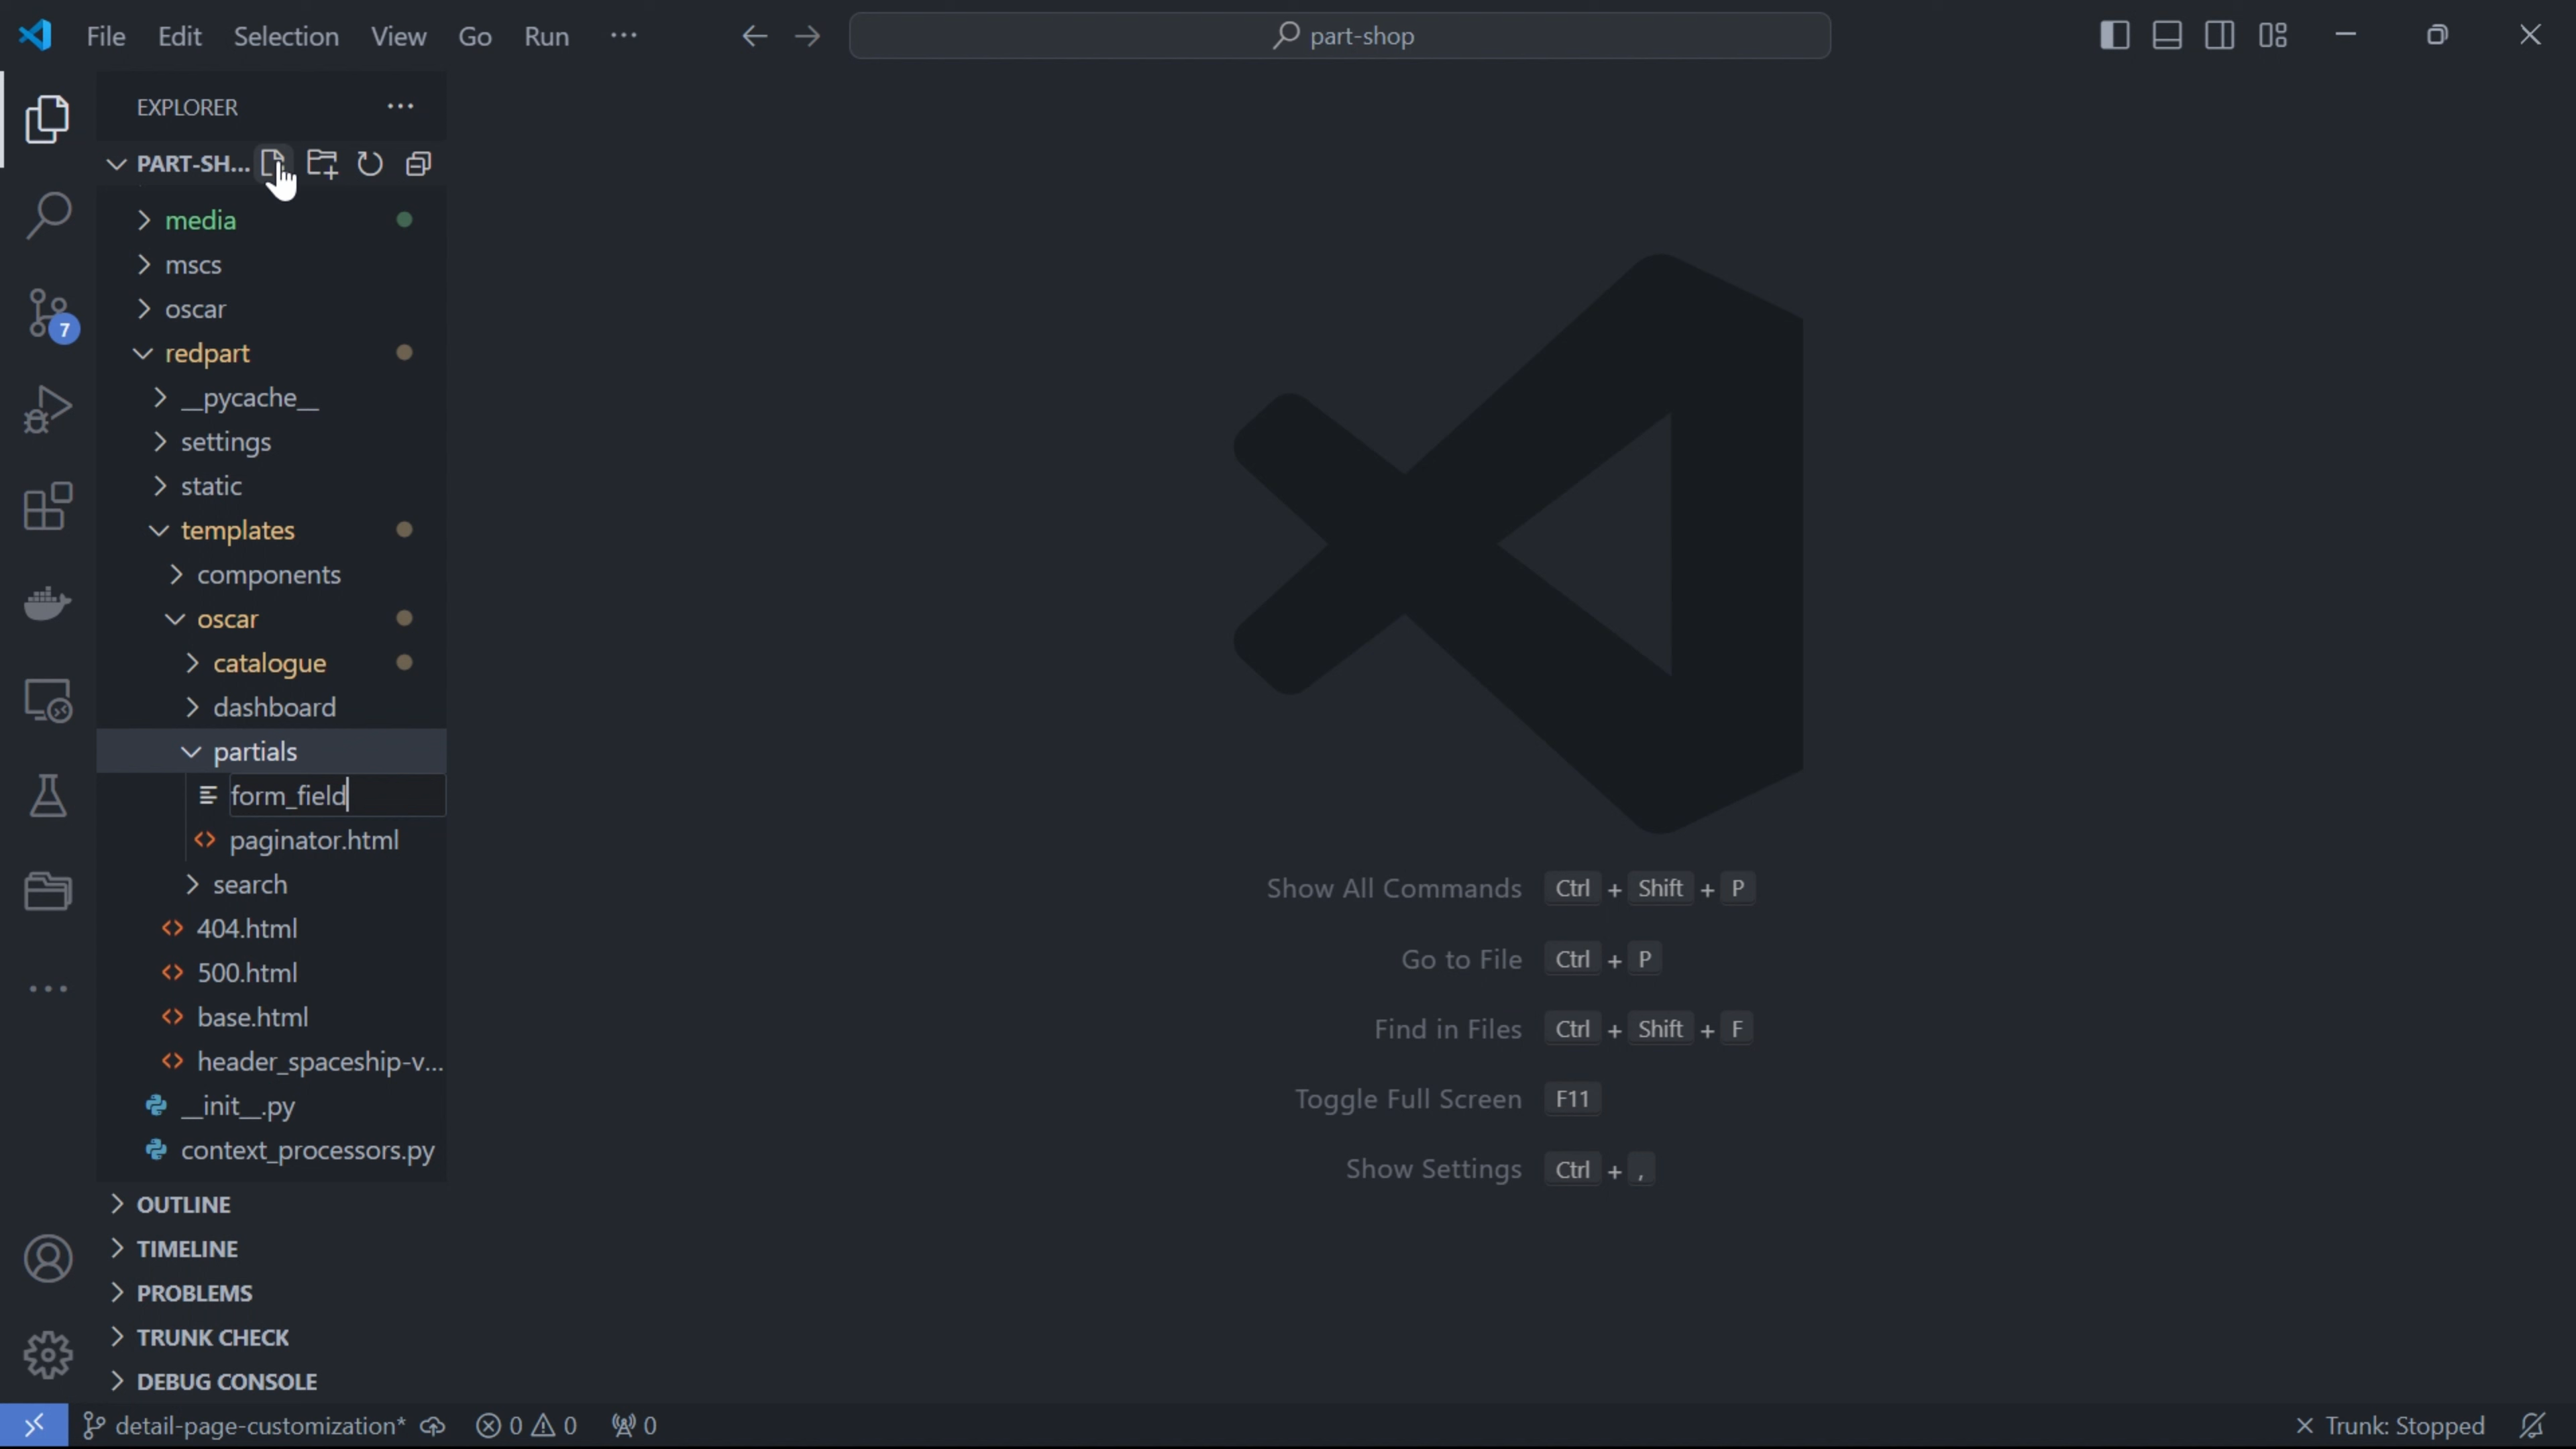 File Edit Selection View Go Run ···
part-shop
EXPLORER
PART-SH...
media
mscs
oscar
redpart
__pycache__
settings
static
templates
components
oscar
catalogue
dashboard
partials
form_field
paginator.html
search
404.html
500.html
base.html
header_spaceship-v...
__init__.py
context_processors.py
OUTLINE
TIMELINE
PROBLEMS
TRUNK CHECK
DEBUG CONSOLE
7
Show All Commands Ctrl + Shift + P
Go to File Ctrl + P
Find in Files Ctrl + Shift + F
Toggle Full Screen F11
Show Settings Ctrl + ,
detail-page-customization* 0 0 0 Trunk: Stopped